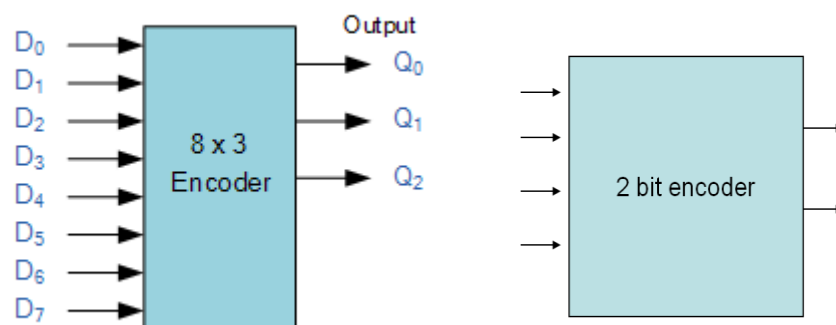 Output
D0
Q0
D1
D2
Q1
8 x 3
D3
Encoder
D4
Q2
D5
D6
D7
2 bit encoder